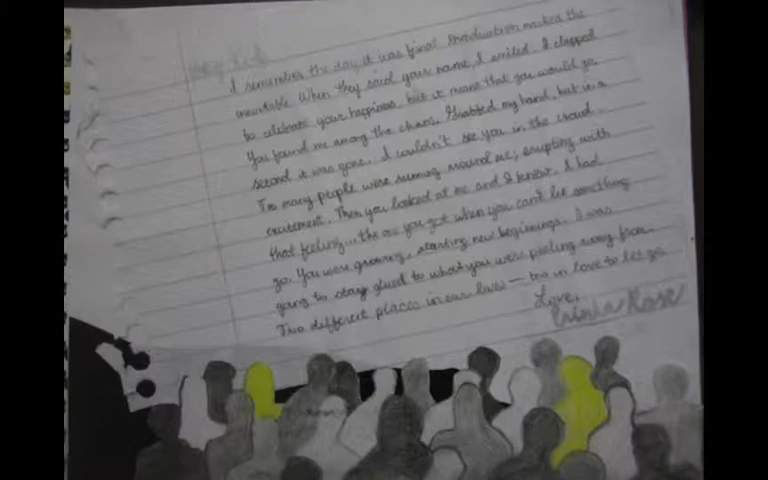 I remember the day it was final. Graduation marked the
inevitable. When they said your name, I smiled. I clapped
to celebrate your happiness, but it meant that you would go.
You found me among the chaos. Grabbed my hand, but in a
second it was gone. I couldn't see you in the crowd.
Too many people were running around me; erupting with
excitement. Then you looked at me and I knew. I had
that feeling... the one you get when you can't let something
go. You were growing, starting new beginnings. I was
going to stay glued to what you were peeling away from.
Two different places in our lives — too in love to let go
Love,
Rose